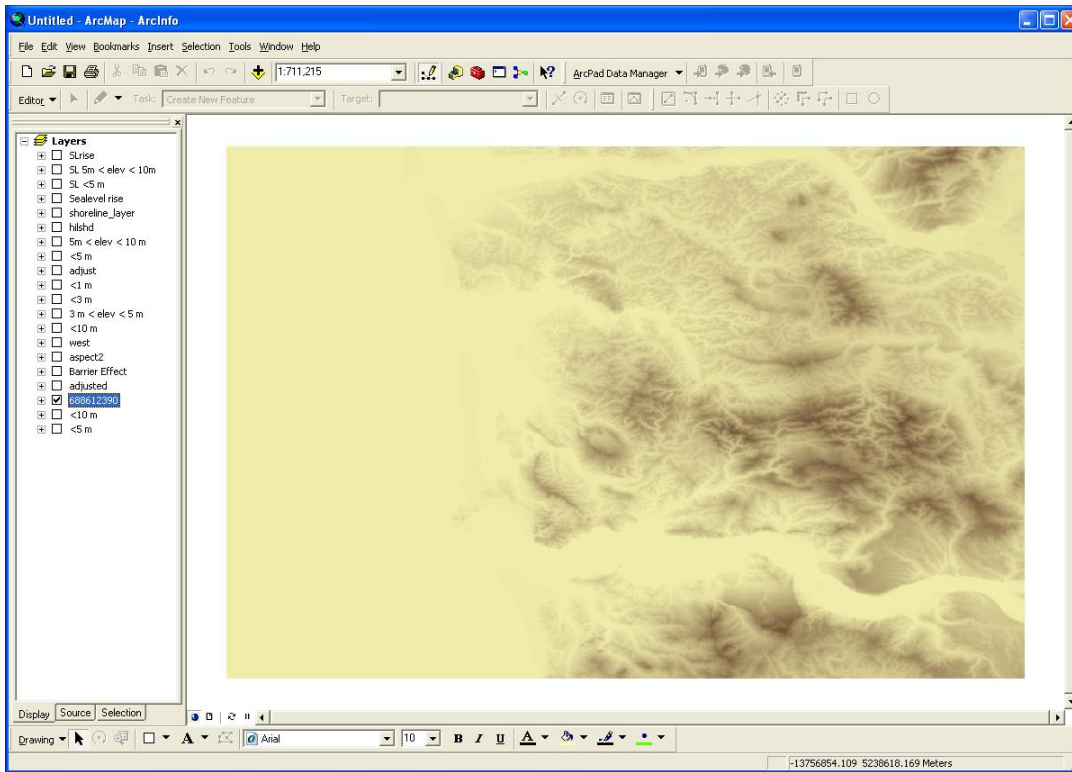 Untitled - ArcMap - ArcInfo
File Edit View Bookmarks Insert Selection Tools Window Help
1:711,215
ArcPad Data Manager
Editor Task: Create New Feature Target:
Layers
SLrise
SL 5m < elev < 10m
SL <5 m
Sealevel rise
shoreline_layer
hilshd
5m < elev < 10 m
<5 m
adjust
<1 m
<3 m
3 m < elev < 5 m
<10 m
west
aspect2
Barrier Effect
adjusted
688612390
<10 m
<5 m
Display Source Selection
Drawing A Arial 10 B I U A
-13756854.109 5238618.169 Meters